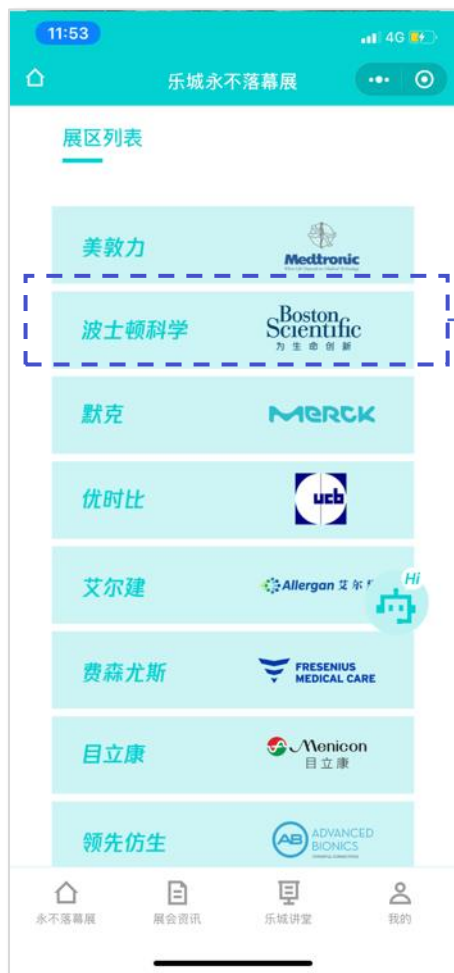 11:53
4G
乐城永不落幕展
展区列表
美敦力
Medtronic
波士顿科学
Boston
Scientific
为生命创新
默克
MERCK
优时比
ucb
艾尔建
Allergan 艾尔
Hi
费森尤斯
FRESENIUS
MEDICAL CARE
目立康
Menicon
目立康
领先仿生
AB
ADVANCED
BIONICS
永不落幕展
展会资讯
乐城讲堂
我的